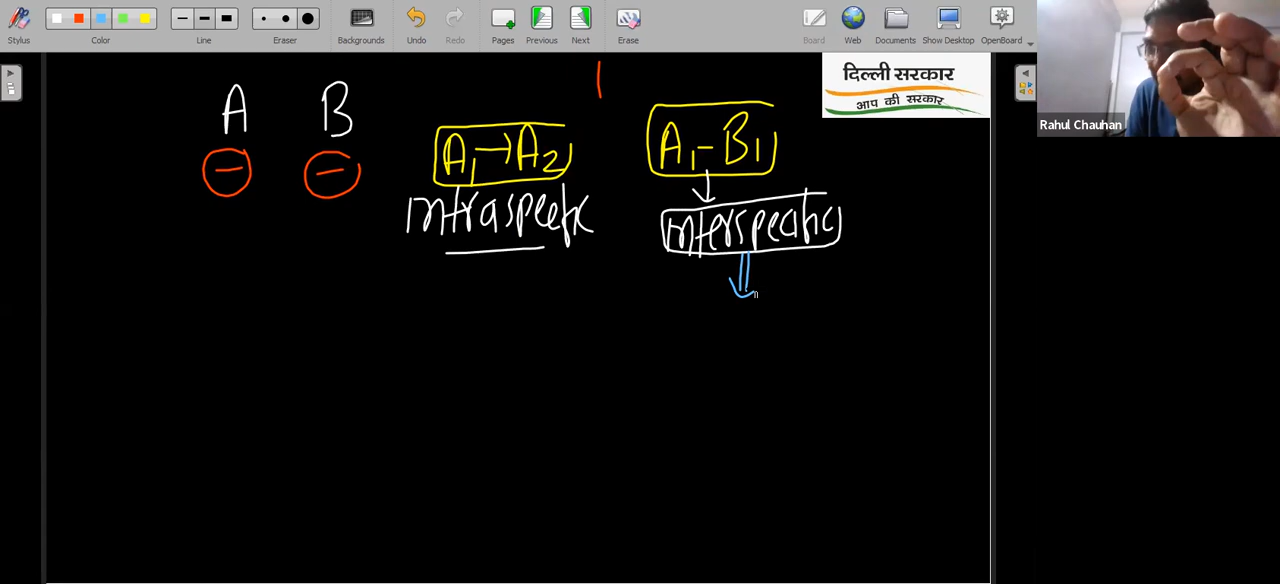 Stylus
Color
Line
Eraser
Backgrounds
Undo
Redo
Pages
Previous
Next
Erase
Board
Web
Documents
Show Desktop
OpenBoard
Rahul Chauhan
दिल्ली सरकार
आप की सरकार
A B
A₁→A₂
A₁-B₁
intraspecific
interspecific